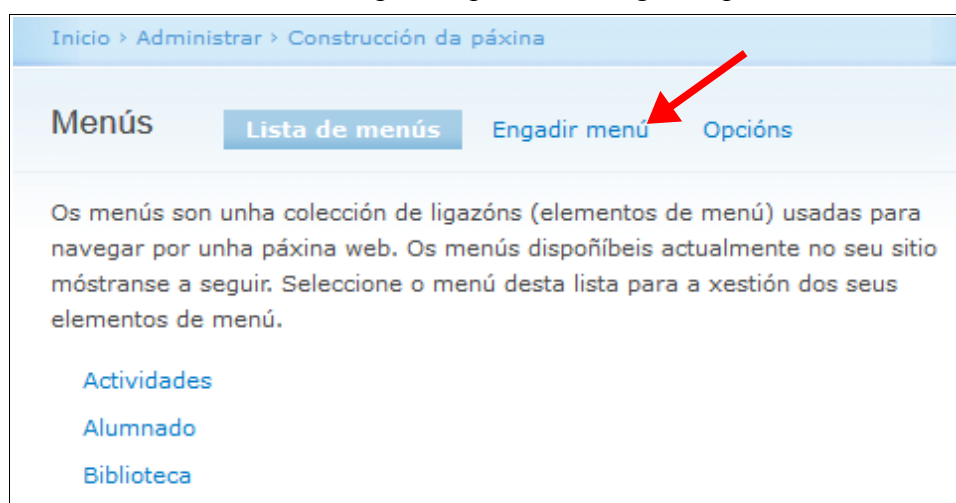 Inicio › Administrar › Construcción da páxina
Menús Lista de menús Engadir menú Opcións
Os menús son unha colección de ligazóns (elementos de menú) usadas para
navegar por unha páxina web. Os menús dispoñíbeis actualmente no seu sitio
móstranse a seguir. Seleccione o menú desta lista para a xestión dos seus
elementos de menú.
Actividades
Alumnado
Biblioteca